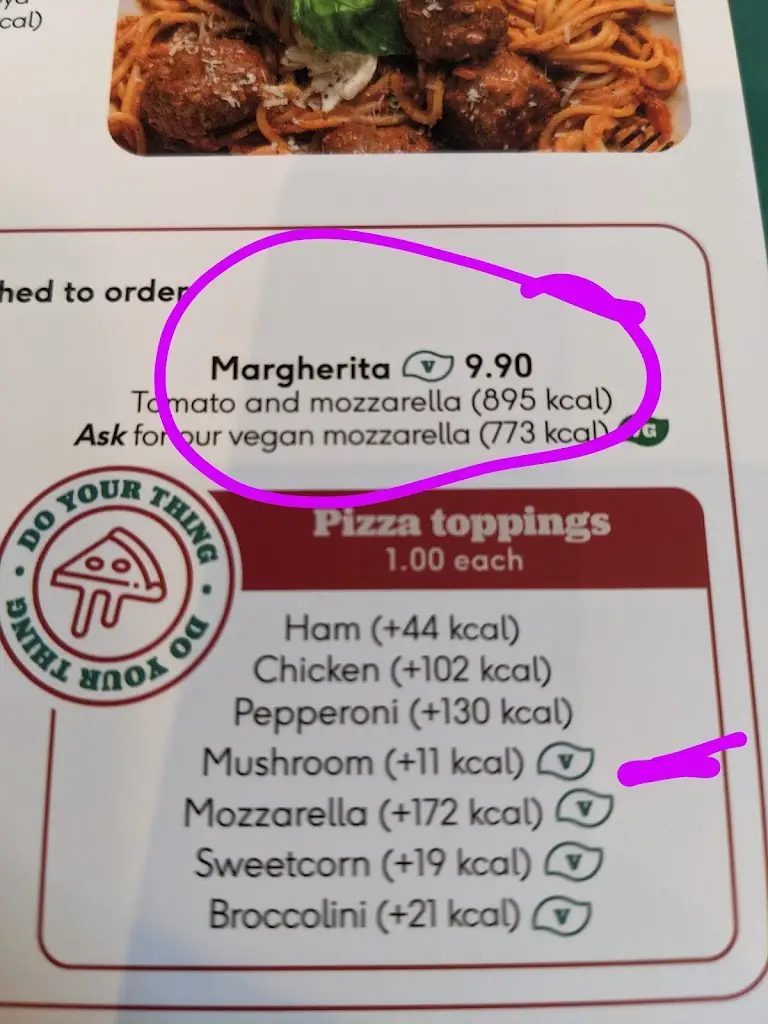 cal)
hed to order
Margherita V 9.90
Tomato and mozzarella (895 kcal)
Ask for our vegan mozzarella (773 kcal) VG
DO YOUR THING • DO YOUR THING •
Pizza toppings
1.00 each
Ham (+44 kcal)
Chicken (+102 kcal)
Pepperoni (+130 kcal)
Mushroom (+11 kcal) V
Mozzarella (+172 kcal) V
Sweetcorn (+19 kcal) V
Broccolini (+21 kcal) V